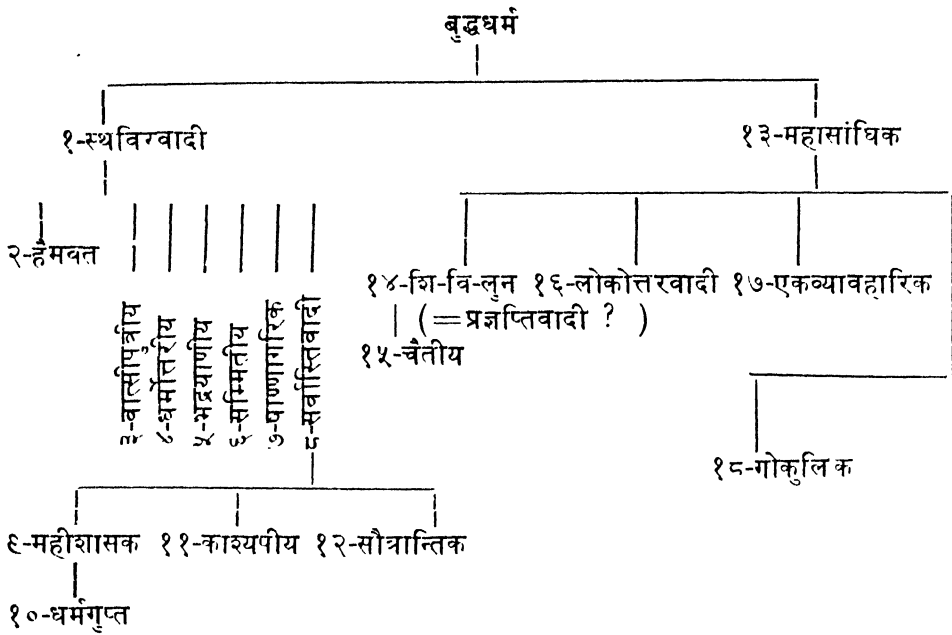 बुद्धधर्म
१-स्थविरवादी १३-महासांघिक
२-हैमवत
३-वात्सीपुत्रीय
४-धर्मोत्तरीय
५-भद्रयाणीय
६-सम्मितीय
७-षाण्णागरिक
८-सर्वास्तिवादी
१४-शि-वि-लुन १६-लोकोत्तरवादी १७-एकव्यावहारिक
(=प्रज्ञप्तिवादी ? )
१५-चैतीय
१८-गोकुलिक
९-महीशासक ११-काश्यपीय १२-सौत्रान्तिक
१०-धर्मगुप्त